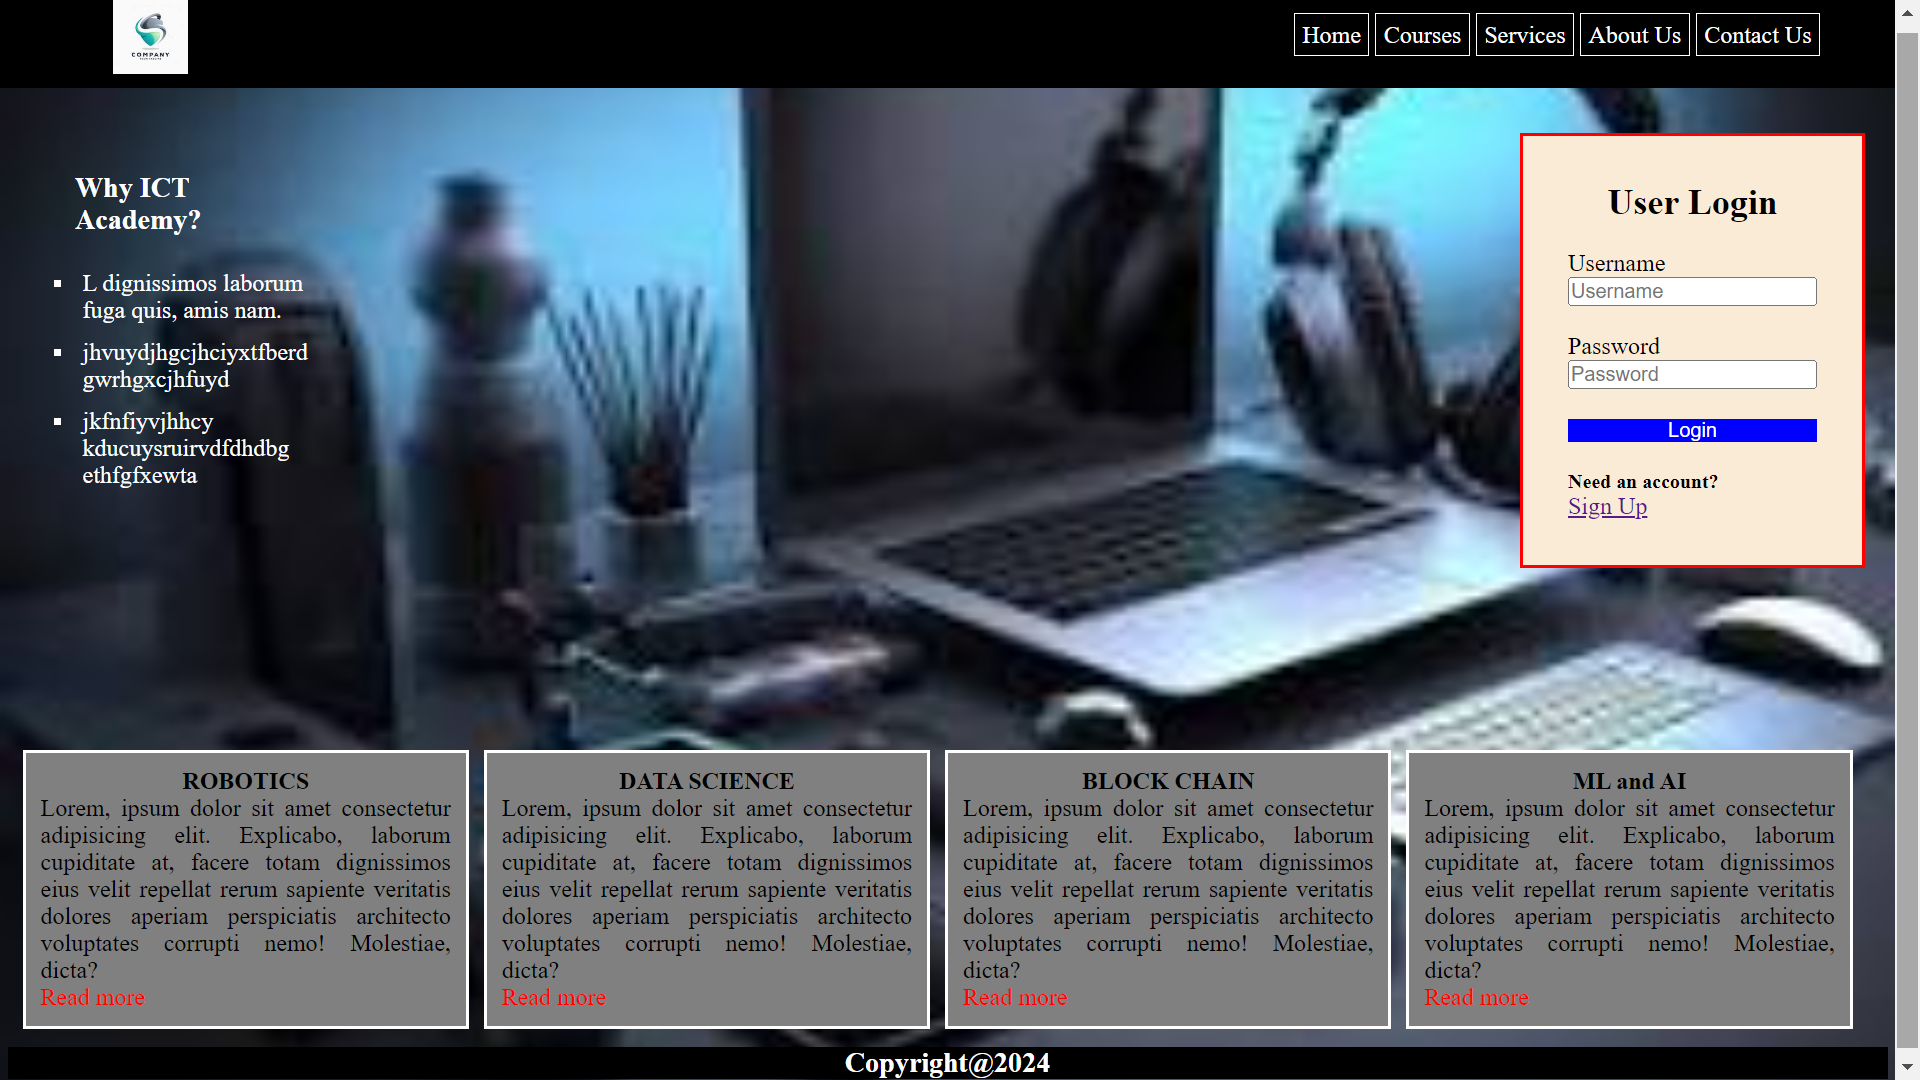 COMPANY
Home Courses Services About Us Contact Us
Why ICT
Academy?
L dignissimos laborum
fuga quis, amis nam.
jhvuydjhgcjhciyxtfberd
gwrhgxcjhfuyd
jkfnfiyvjhhcy
kducuysruirvdfdhdbg
ethfgfxewta
User Login
Username
Username
Password
Password
Login
Need an account?
Sign Up
ROBOTICS
Lorem, ipsum dolor sit amet consectetur
adipisicing elit. Explicabo, laborum
cupiditate at, facere totam dignissimos
eius velit repellat rerum sapiente veritatis
dolores aperiam perspiciatis architecto
voluptates corrupti nemo! Molestiae,
dicta?
Read more
DATA SCIENCE
Lorem, ipsum dolor sit amet consectetur
adipisicing elit. Explicabo, laborum
cupiditate at, facere totam dignissimos
eius velit repellat rerum sapiente veritatis
dolores aperiam perspiciatis architecto
voluptates corrupti nemo! Molestiae,
dicta?
Read more
BLOCK CHAIN
Lorem, ipsum dolor sit amet consectetur
adipisicing elit. Explicabo, laborum
cupiditate at, facere totam dignissimos
eius velit repellat rerum sapiente veritatis
dolores aperiam perspiciatis architecto
voluptates corrupti nemo! Molestiae,
dicta?
Read more
ML and AI
Lorem, ipsum dolor sit amet consectetur
adipisicing elit. Explicabo, laborum
cupiditate at, facere totam dignissimos
eius velit repellat rerum sapiente veritatis
dolores aperiam perspiciatis architecto
voluptates corrupti nemo! Molestiae,
dicta?
Read more
Copyright@2024